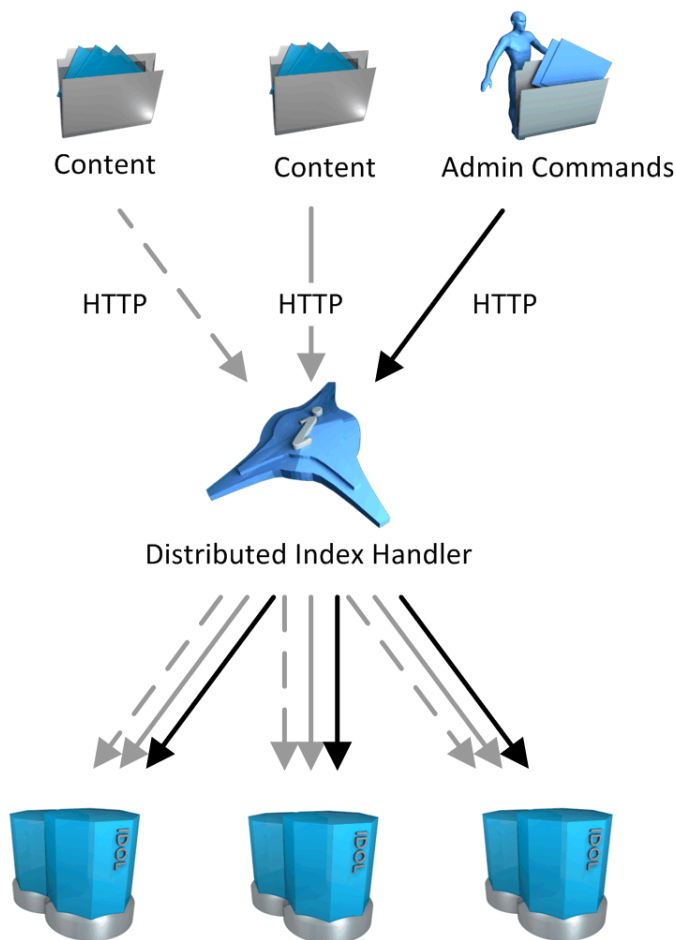 Content
Content
Admin Commands
HTTP
HTTP
HTTP
Distributed Index Handler
IDOL
IDOL
IDOL